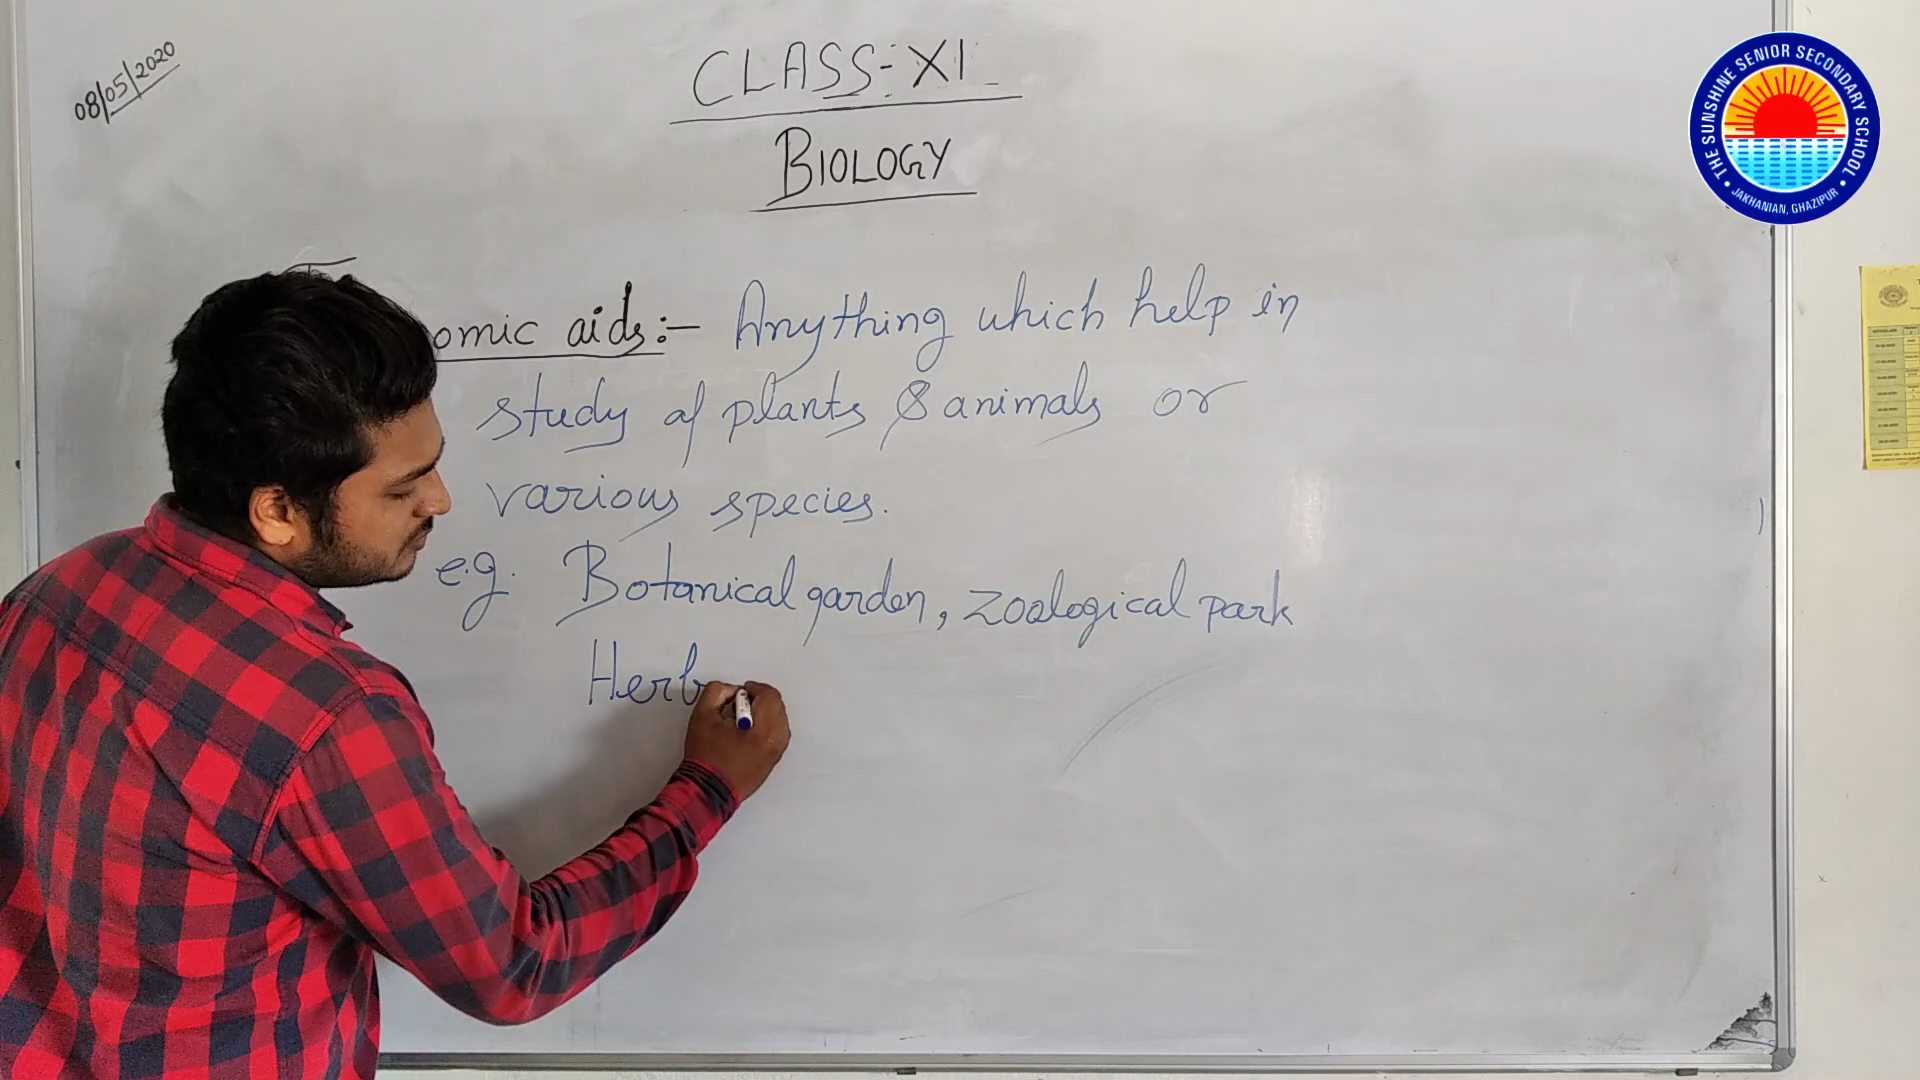 08/05/2020
CLASS:- XI
BIOLOGY
THE SUNSHINE SENIOR SECONDARY SCHOOL
JAKHANIAN, GHAZIPUR
omic aids:- Anything which help in
study of plants & animals or
various species.
e.g. Botanical garden, zoological park
Herb